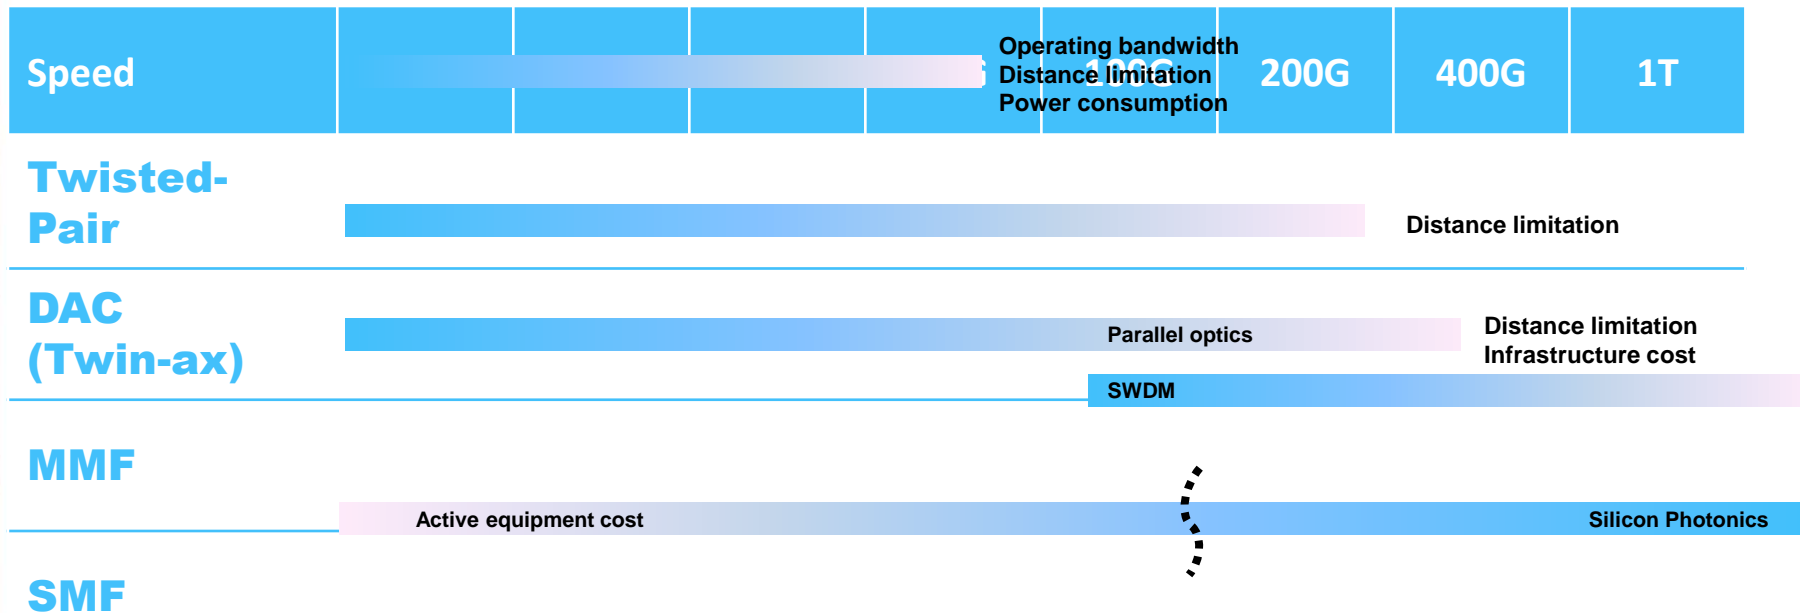 Speed
Operating bandwidth
Distance limitation
Power consumption
100G
200G
400G
1T
Twisted-
Pair
Distance limitation
DAC
(Twin-ax)
Parallel optics
Distance limitation
Infrastructure cost
SWDM
MMF
Active equipment cost
Silicon Photonics
SMF